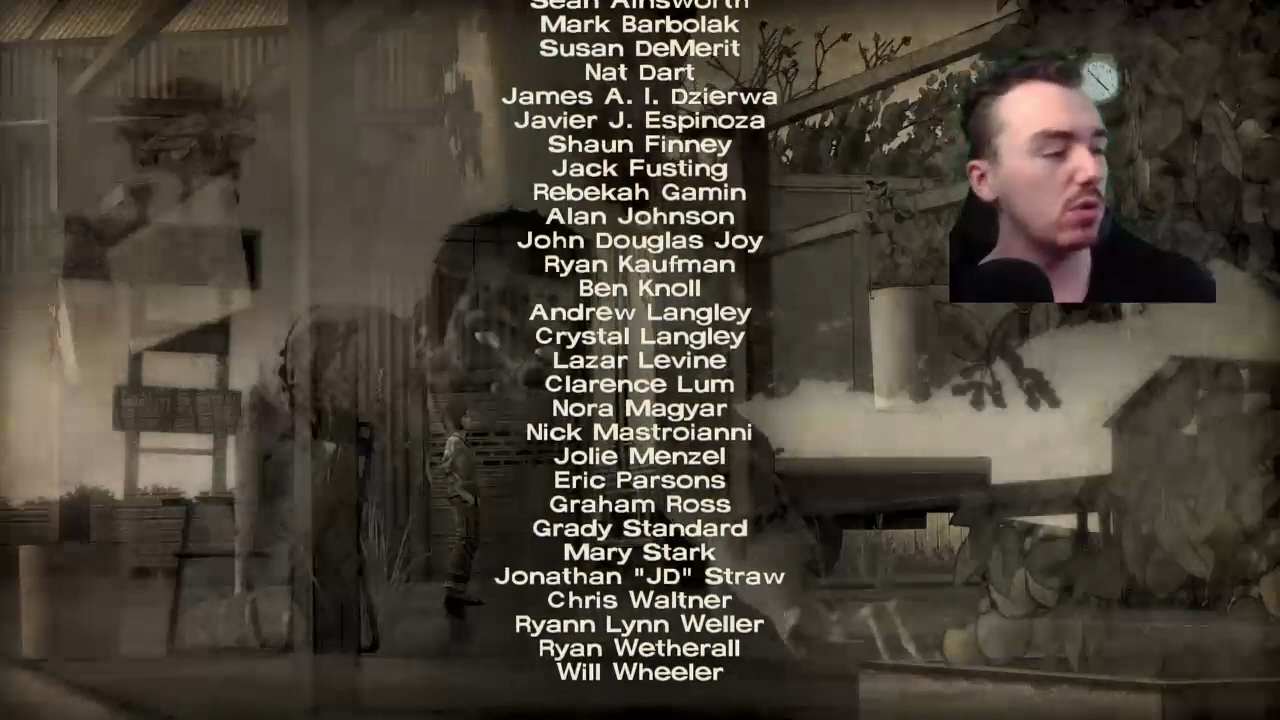 Sean Ainsworth
Mark Barbolak
Susan DeMerit
Nat Dart
James A. I. Dzierwa
Javier J. Espinoza
Shaun Finney
Jack Fusting
Rebekah Gamin
Alan Johnson
John Douglas Joy
Ryan Kaufman
Ben Knoll
Andrew Langley
Crystal Langley
Lazar Levine
Clarence Lum
Nora Magyar
Nick Mastroianni
Jolie Menzel
Eric Parsons
Graham Ross
Grady Standard
Mary Stark
Jonathan "JD" Straw
Chris Waltner
Ryann Lynn Weller
Ryan Wetherall
Will Wheeler